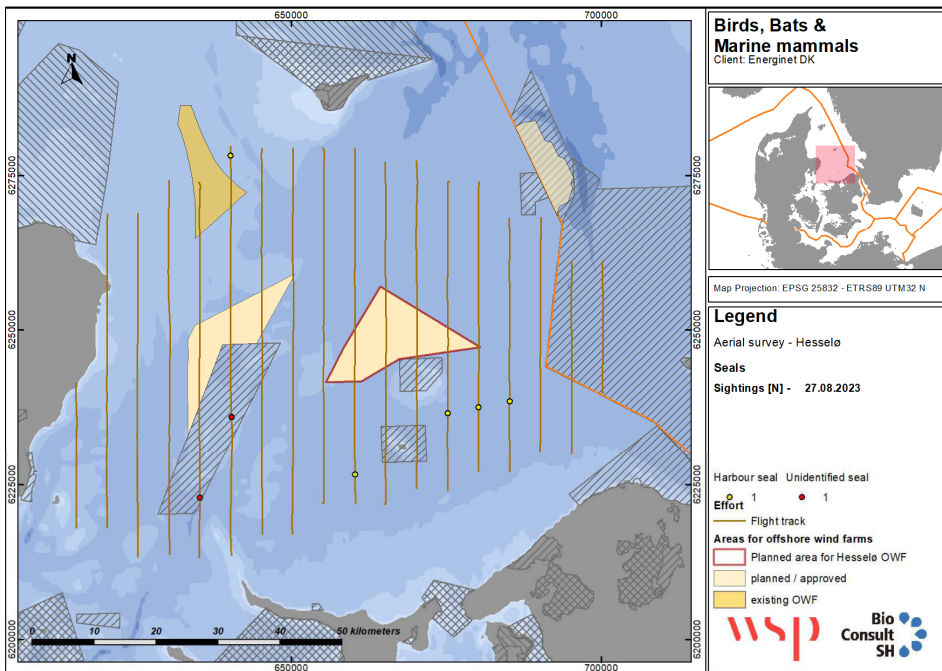 650000
700000
N
6275000
6275000
6250000
6250000
6225000
6225000
6200000
6200000
0
10
20
30
40
50 kilometers
650000
700000
Birds, Bats &
Marine mammals
Client: Energinet DK
Map Projection: EPSG 25832 - ETRS89 UTM32 N
Legend
Aerial survey - Hesselø
Seals
Sightings [N] - 27.08.2023
Harbour seal Unidentified seal
1 1
Effort
Flight track
Areas for offshore wind farms
Planned area for Hesselø OWF
planned / approved
existing OWF
wsp
Bio
Consult
SH